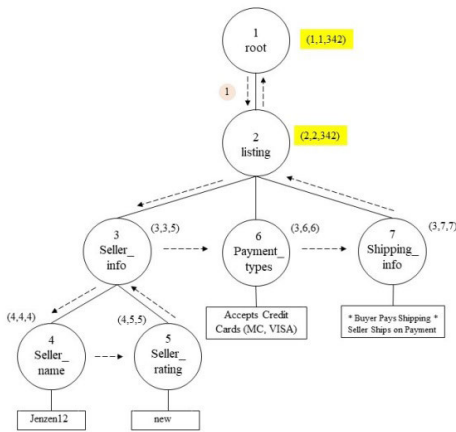 1
root
(1,1,342)
1
2
listing
(2,2,342)
3
Seller_
info
(3,3,5)
6
Payment_
types
(3,6,6)
7
Shipping_
info
(3,7,7)
Accepts Credit
Cards (MC, VISA)
* Buyer Pays Shipping *
Seller Ships on Payment
(4,4,4)
4
Seller_
name
(4,5,5)
5
Seller_
rating
Jenzen12
new